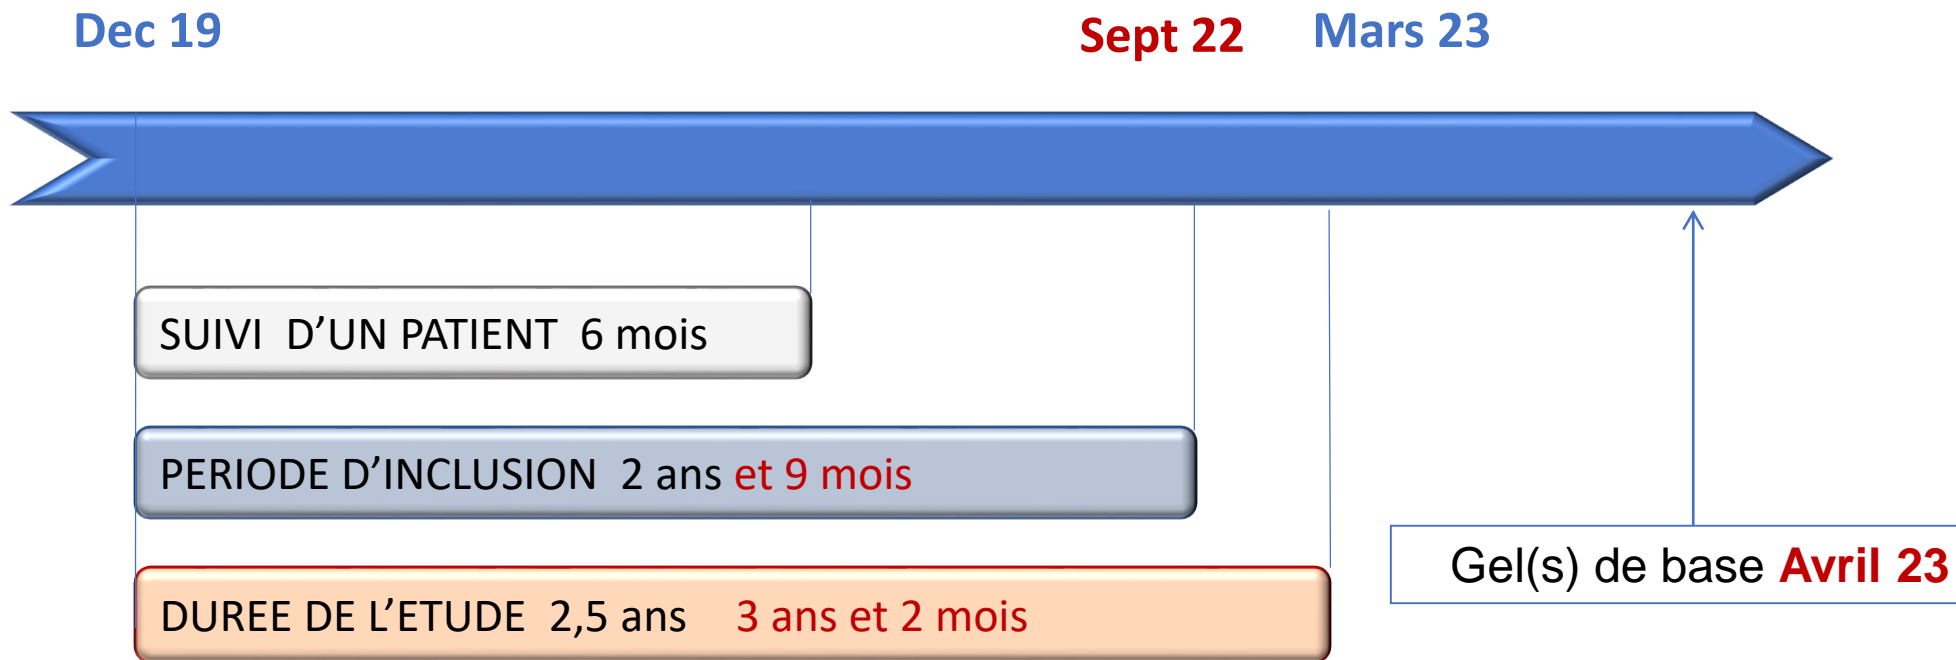 Dec 19
Sept 22
Mars 23
SUIVI D’UN PATIENT 6 mois
PERIODE D’INCLUSION 2 ans et 9 mois
DUREE DE L’ETUDE 2,5 ans 3 ans et 2 mois
Gel(s) de base Avril 23